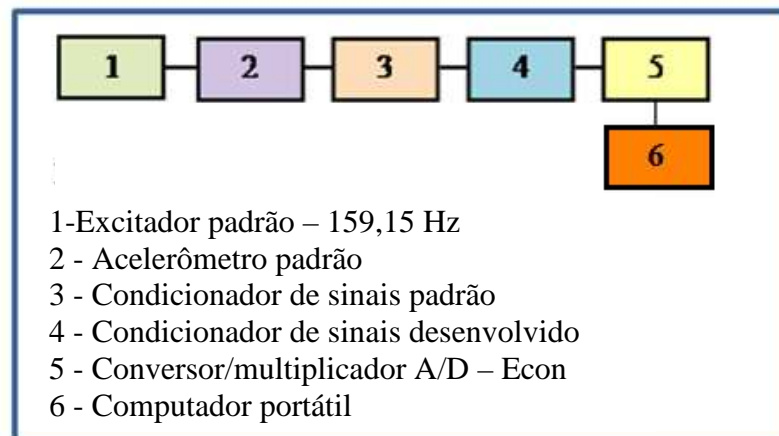 1
2
3
4
5
6
1-Excitador padrão – 159,15 Hz
2 - Acelerômetro padrão
3 - Condicionador de sinais padrão
4 - Condicionador de sinais desenvolvido
5 - Conversor/multiplicador A/D – Econ
6 - Computador portátil